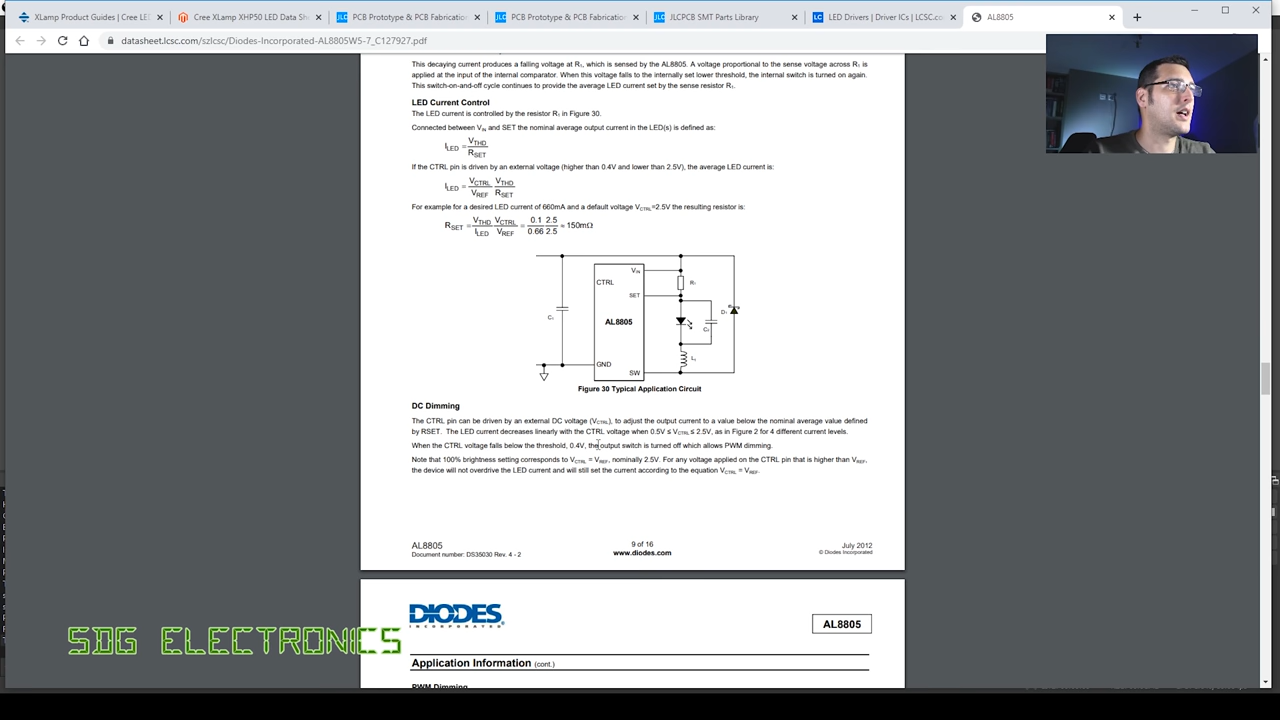 XLamp Product Guides | Cree LE
Cree XLamp XHP50 LED Data She
PCB Prototype & PCB Fabrication
PCB Prototype & PCB Fabrication
JLCPCB SMT Parts Library
LED Drivers | Driver ICs | LCSC.co
AL8805
datasheet.lcsc.com/szlcsc/Diodes-Incorporated-AL8805W5-7_C127927.pdf
This decaying current produces a falling voltage at R1, which is sensed by the AL8805. A voltage proportional to the sense voltage across R1 is
applied at the input of the internal comparator. When this voltage falls to the internally set lower threshold, the internal switch is turned on again.
This switch-on-and-off cycle continues to provide the average LED current set by the sense resistor R1.
LED Current Control
The LED current is controlled by the resistor R1 in Figure 30.
Connected between VIN and SET the nominal average output current in the LED(s) is defined as:
ILED = VTHD / RSET
If the CTRL pin is driven by an external voltage (higher than 0.4V and lower than 2.5V), the average LED current is:
ILED = VCTRL / VREF VTHD / RSET
For example for a desired LED current of 660mA and a default voltage VCTRL=2.5V the resulting resistor is:
RSET = VTHD / ILED VCTRL / VREF = 0.1 / 0.66 2.5 / 2.5 ≈ 150mΩ
VIN
CTRL
R1
SET
D1
C1
AL8805
C2
L1
GND
SW
Figure 30 Typical Application Circuit
DC Dimming
The CTRL pin can be driven by an external DC voltage (VCTRL), to adjust the output current to a value below the nominal average value defined
by RSET. The LED current decreases linearly with the CTRL voltage when 0.5V ≤ VCTRL ≤ 2.5V, as in Figure 2 for 4 different current levels.
When the CTRL voltage falls below the threshold, 0.4V, the output switch is turned off which allows PWM dimming.
Note that 100% brightness setting corresponds to VCTRL = VREF, nominally 2.5V. For any voltage applied on the CTRL pin that is higher than VREF,
the device will not overdrive the LED current and will still set the current according to the equation VCTRL = VREF.
AL8805
Document number: DS35030 Rev. 4 - 2
9 of 16
www.diodes.com
July 2012
© Diodes Incorporated
DIODES
INCORPORATED
AL8805
SDG ELECTRONICS
Application Information (cont.)
PWM Dimming